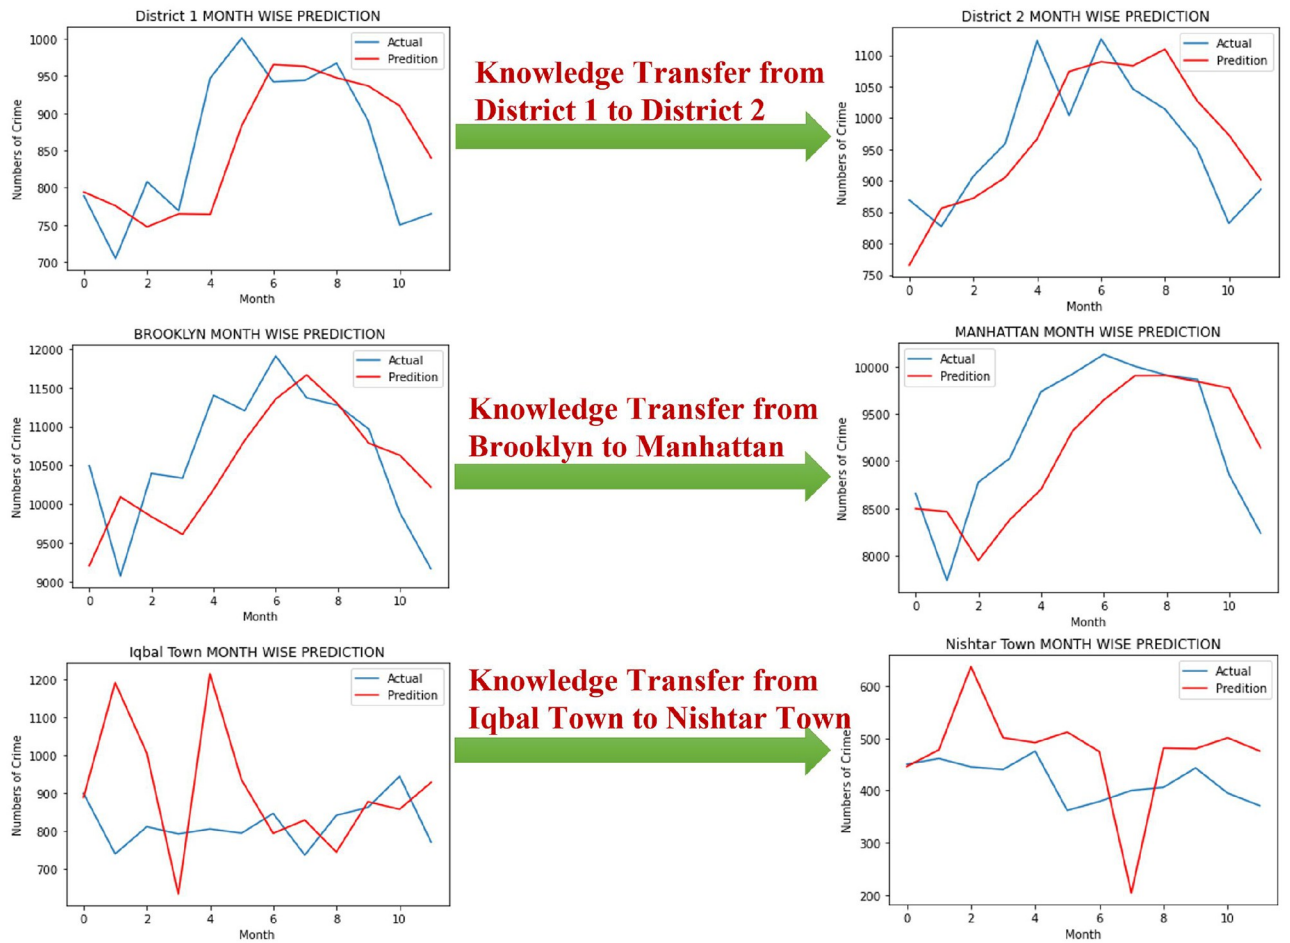 District 1 MONTH WISE PREDICTION
Numbers of Crime
1000
950
900
850
800
750
700
Actual
Predition
0 2 4 6 8 10
Month
Knowledge Transfer from
District 1 to District 2
District 2 MONTH WISE PREDICTION
Numbers of Crime
1100
1050
1000
950
900
850
800
750
Actual
Predition
0 2 4 6 8 10
Month
BROOKLYN MONTH WISE PREDICTION
Numbers of Crime
12000
11500
11000
10500
10000
9500
9000
Actual
Predition
0 2 4 6 8 10
Month
Knowledge Transfer from
Brooklyn to Manhattan
MANHATTAN MONTH WISE PREDICTION
Numbers of Crime
10000
9500
9000
8500
8000
Actual
Predition
0 2 4 6 8 10
Month
Iqbal Town MONTH WISE PREDICTION
Numbers of Crime
1200
1100
1000
900
800
700
Actual
Predition
0 2 4 6 8 10
Month
Knowledge Transfer from
Iqbal Town to Nishtar Town
Nishtar Town MONTH WISE PREDICTION
Numbers of Crime
600
500
400
300
200
Actual
Predition
0 2 4 6 8 10
Month